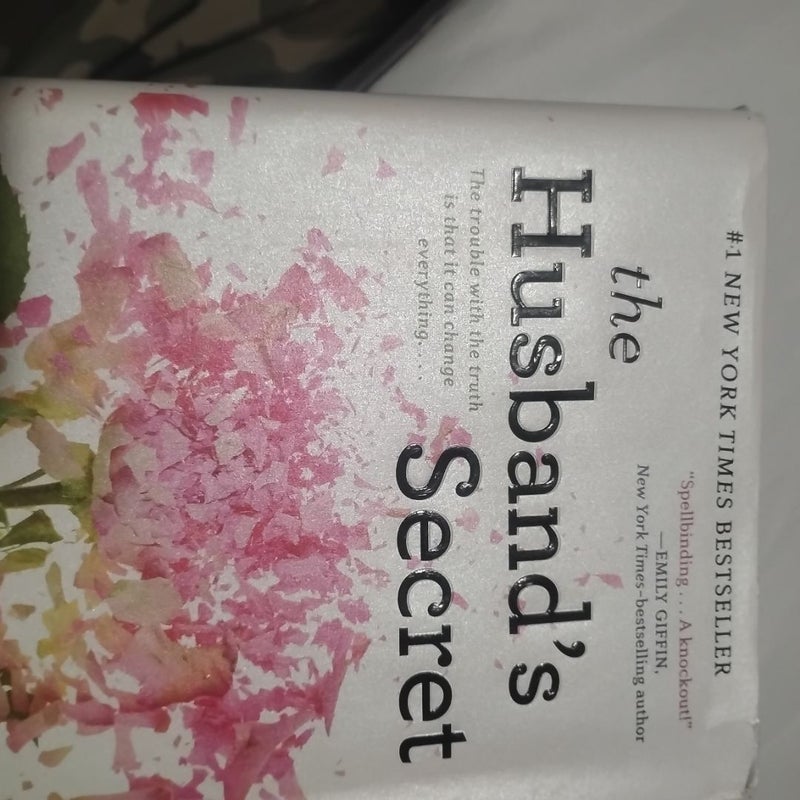 #1 NEW YORK TIMES BESTSELLER
"Spellbinding . . . A knockout!"
—EMILY GIFFIN,
New York Times–bestselling author
the
Husband's
Secret
The trouble with the truth
is that it can change
everything. . . .